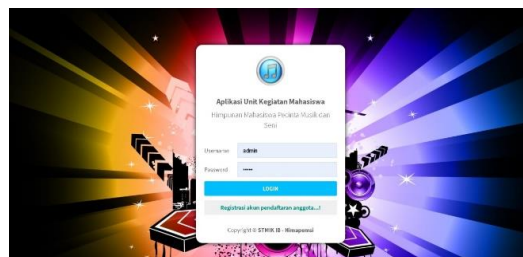 Aplikasi Unit Kegiatan Mahasiswa
Himpunan Mahasiswa Pecinta Musik dan
Seni
Username admin
Password •••••
LOGIN
Registrasi akun pendaftaran anggota...!
Copyright © STMIK IB - Himapensi